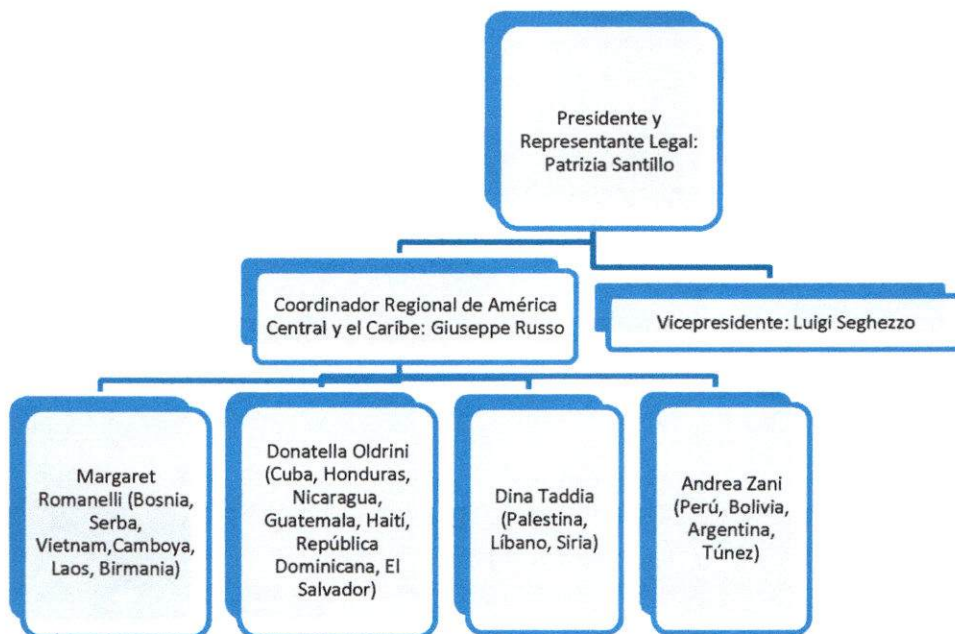 Presidente y
Representante Legal:
Patrizia Santillo
Coordinador Regional de América
Central y el Caribe: Giuseppe Russo
Vicepresidente: Luigi Seghezzo
Margaret
Romanelli (Bosnia,
Serba,
Vietnam,Camboya,
Laos, Birmania)
Donatella Oldrini
(Cuba, Honduras,
Nicaragua,
Guatemala, Haití,
República
Dominicana, El
Salvador)
Dina Taddia
(Palestina,
Líbano, Siria)
Andrea Zani
(Perú, Bolivia,
Argentina,
Túnez)